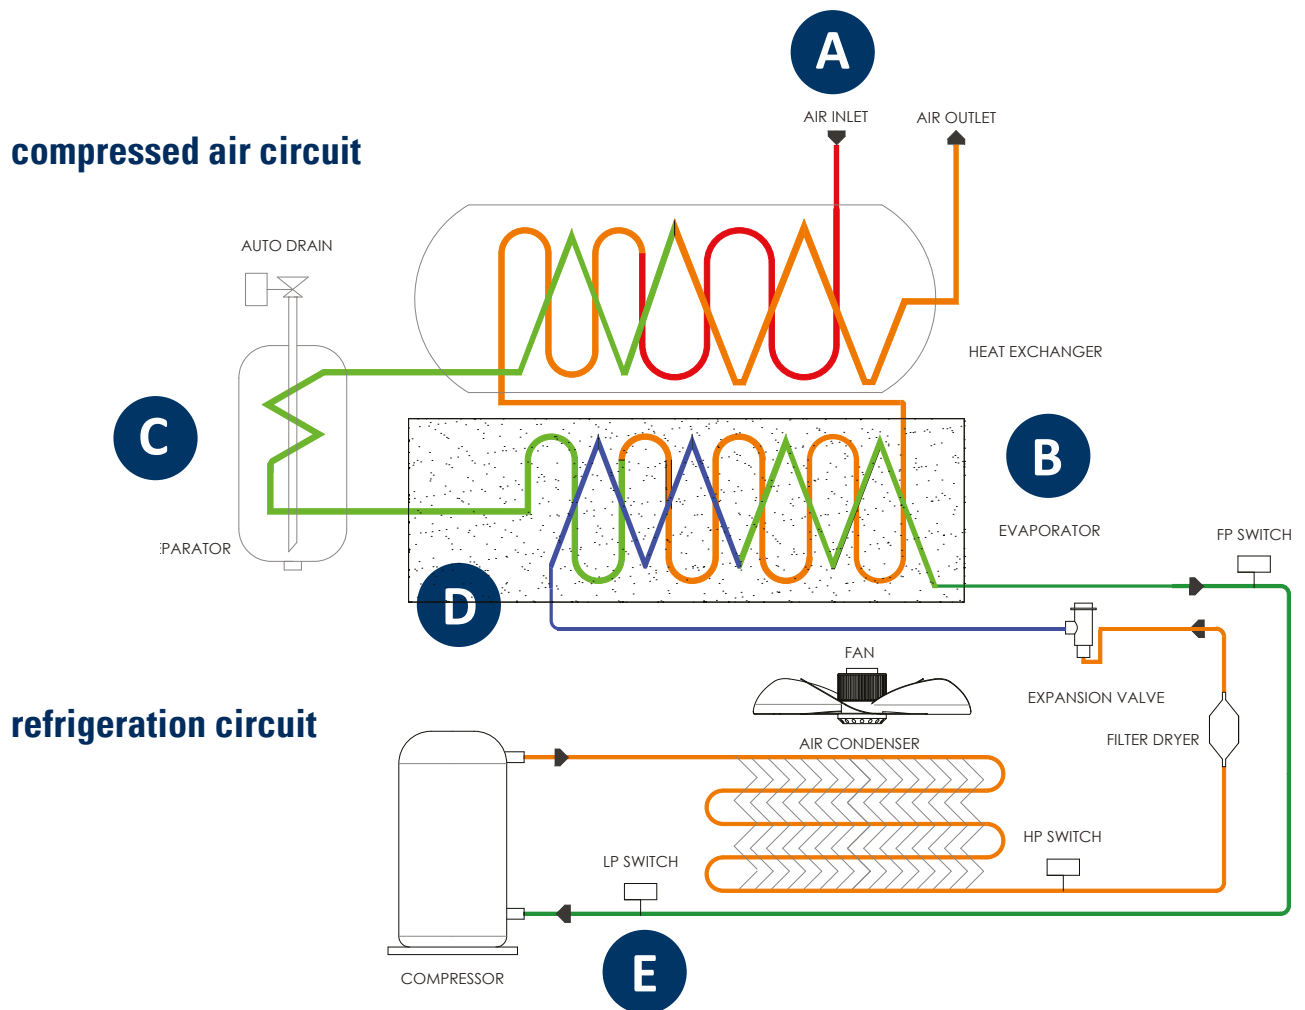 A
AIR INLET
AIR OUTLET
compressed air circuit
AUTO DRAIN
HEAT EXCHANGER
C
B
EVAPORATOR
FP SWITCH
PARATOR
D
FAN
EXPANSION VALVE
refrigeration circuit
AIR CONDENSER
FILTER DRYER
HP SWITCH
LP SWITCH
COMPRESSOR
E